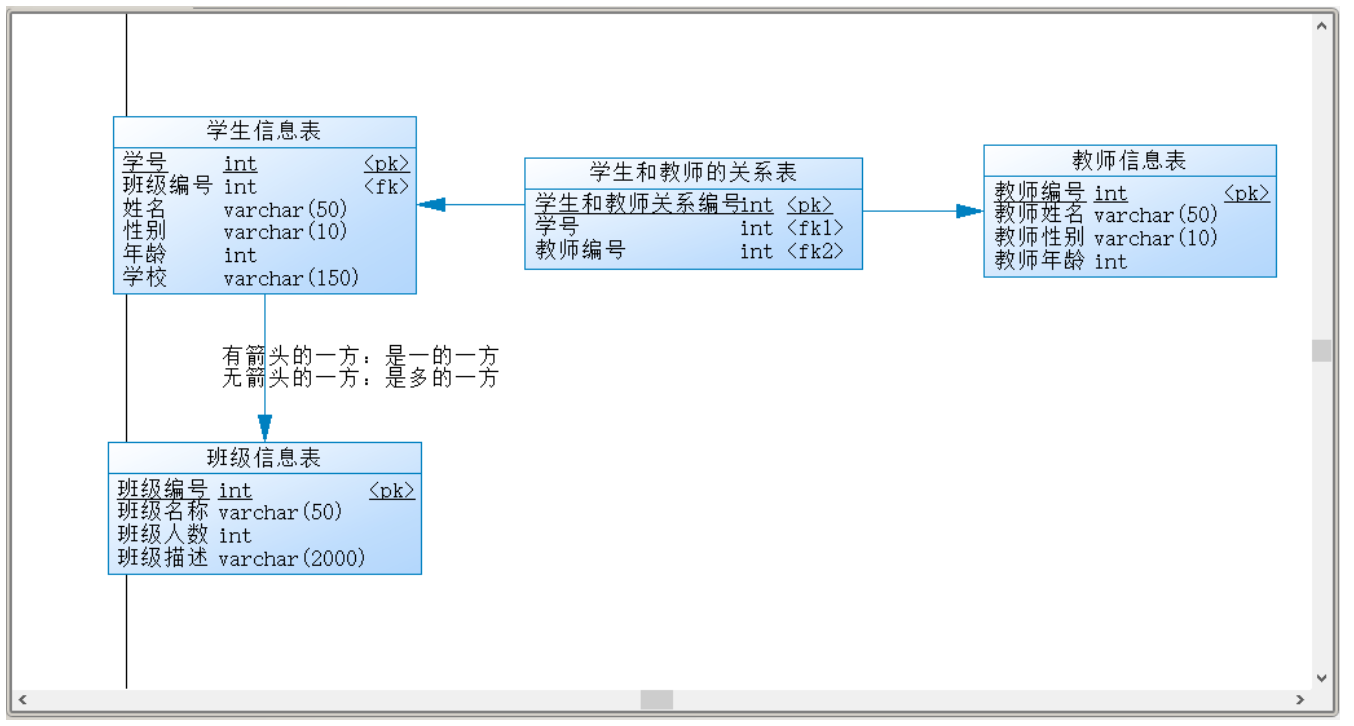 学生信息表
学号 int <pk>
班级编号 int <fk>
姓名 varchar(50)
性别 varchar(10)
年龄 int
学校 varchar(150)
学生和教师的关系表
学生和教师关系编号int <pk>
学号 int <fk1>
教师编号 int <fk2>
教师信息表
教师编号 int <pk>
教师姓名 varchar(50)
教师性别 varchar(10)
教师年龄 int
有箭头的一方：是一的一方
无箭头的一方：是多的一方
班级信息表
班级编号 int <pk>
班级名称 varchar(50)
班级人数 int
班级描述 varchar(2000)